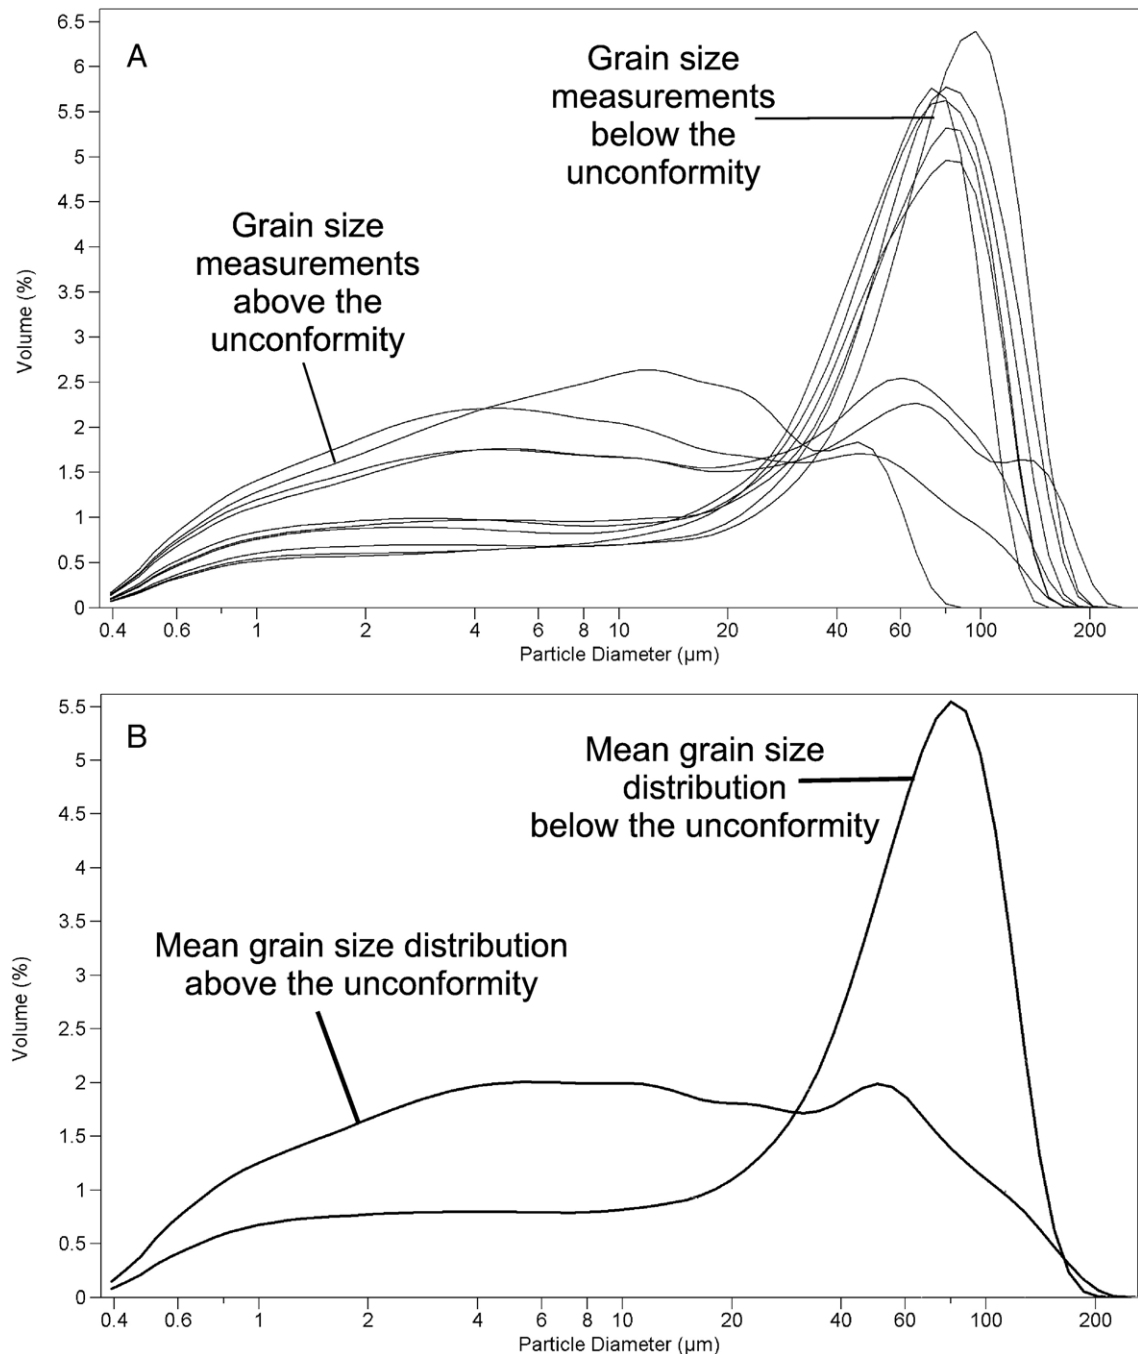 6.5
6
5.5
5
4.5
4
3.5
3
2.5
2
1.5
1
0.5
0
Volume (%)
A
Grain size
measurements
below the
unconformity
Grain size
measurements
above the
unconformity
0.4 0.6 1 2 4 6 8 10 20 40 60 100 200
Particle Diameter (µm)
5.5
5
4.5
4
3.5
3
2.5
2
1.5
1
0.5
0
Volume (%)
B
Mean grain size
distribution
below the unconformity
Mean grain size distribution
above the unconformity
0.4 0.6 1 2 4 6 8 10 20 40 60 100 200
Particle Diameter (µm)